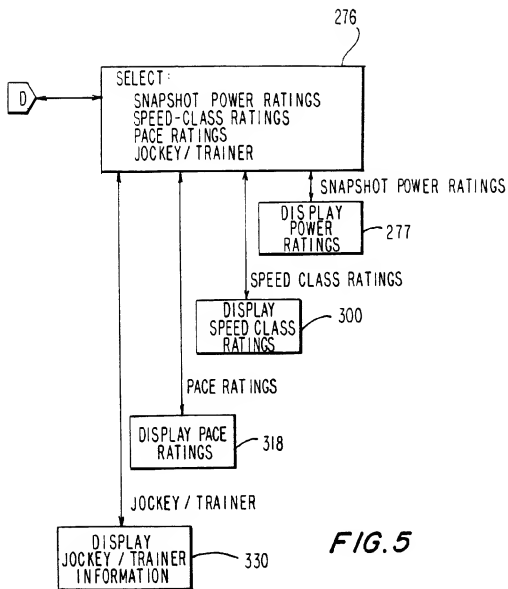 276
D
SELECT:
SNAPSHOT POWER RATINGS
SPEED-CLASS RATINGS
PACE RATINGS
JOCKEY/TRAINER
SNAPSHOT POWER RATINGS
DISPLAY
POWER
RATINGS
277
SPEED CLASS RATINGS
DISPLAY
SPEED CLASS
RATINGS
300
PACE RATINGS
DISPLAY PACE
RATINGS
318
JOCKEY/TRAINER
DISPLAY
JOCKEY/TRAINER
INFORMATION
330
FIG.5